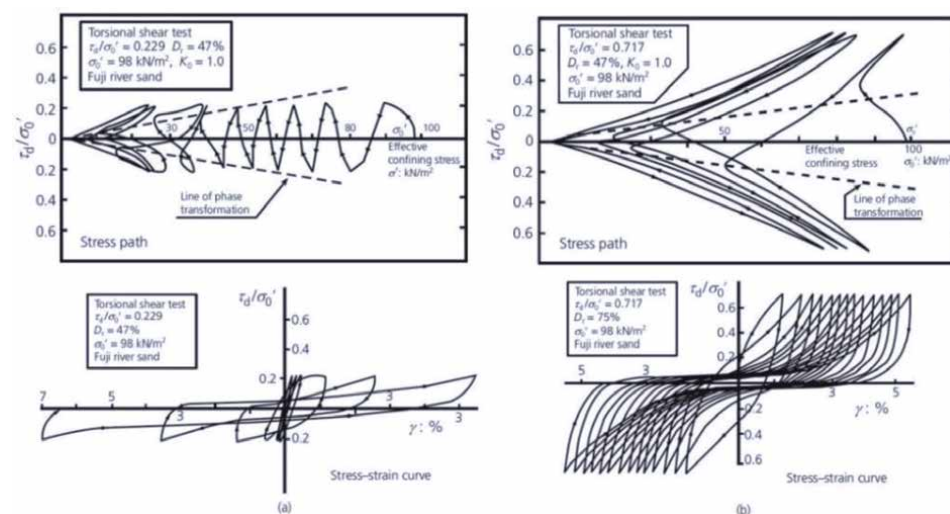 Torsional shear test
τd/σ0′ = 0.229 Dr = 47%
σ0′ = 98 kN/m², K0 = 1.0
Fuji river sand
τd/σ0′
0.6
0.4
0.2
0
0.2
0.4
0.6
30
50
80
100
σ0′
Effective
confining stress
σ′: kN/m²
Line of phase
transformation
Stress path
Torsional shear test
τd/σ0′ = 0.717
Dr = 47%, K0 = 1.0
σ0′ = 98 kN/m²
Fuji river sand
τd/σ0′
0.6
0.4
0.2
0
0.2
0.4
0.6
50
100
Effective
confining stress
σ0′: kN/m²
Line of phase
transformation
Stress path
Torsional shear test
τd/σ0′ = 0.229
Dr = 47%
σ0′ = 98 kN/m²
Fuji river sand
τd/σ0′
0.6
0.4
0.2
0.2
7
5
3
3
γ: %
Stress–strain curve
(a)
Torsional shear test
τd/σ0′ = 0.717
Dr = 75%
σ0′ = 98 kN/m²
Fuji river sand
τd/σ0′
0.6
0.4
0.2
0.2
0.4
0.6
5
3
3
5
γ: %
Stress–strain curve
(b)